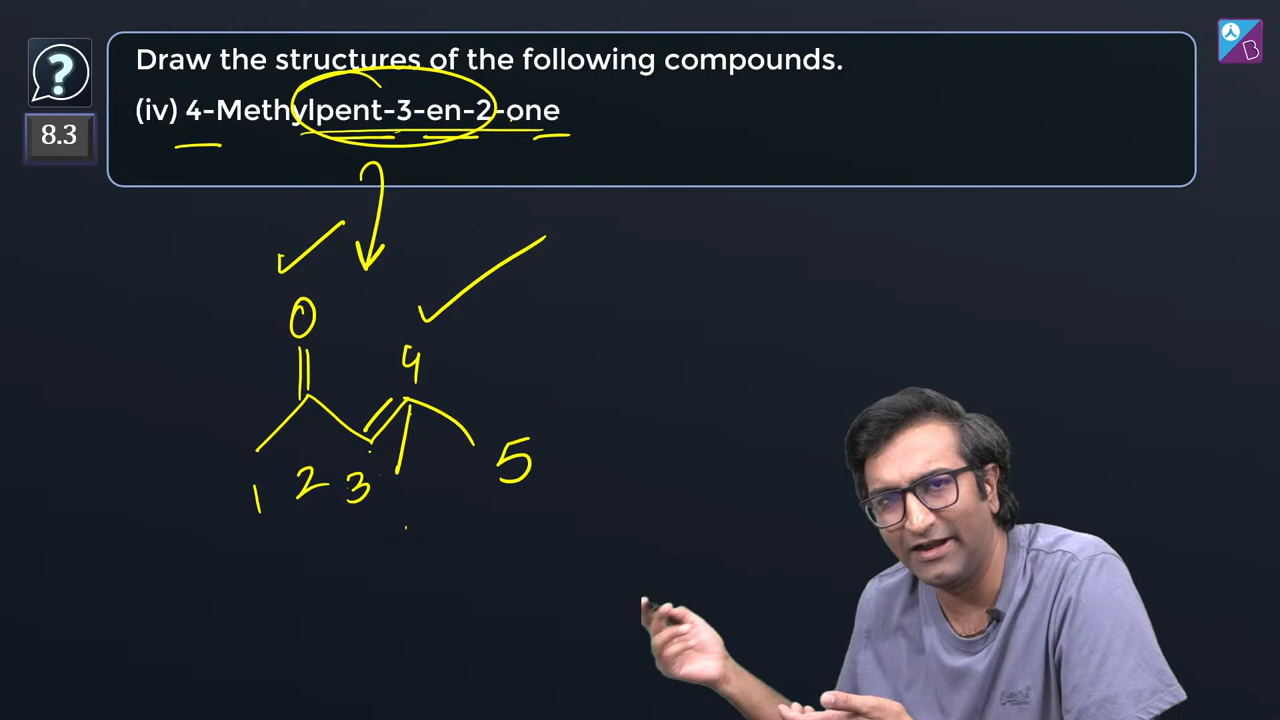 Draw the structures of the following compounds.
(iv) 4-Methylpent-3-en-2-one
?
8.3
B
O
4
1 2 3 5